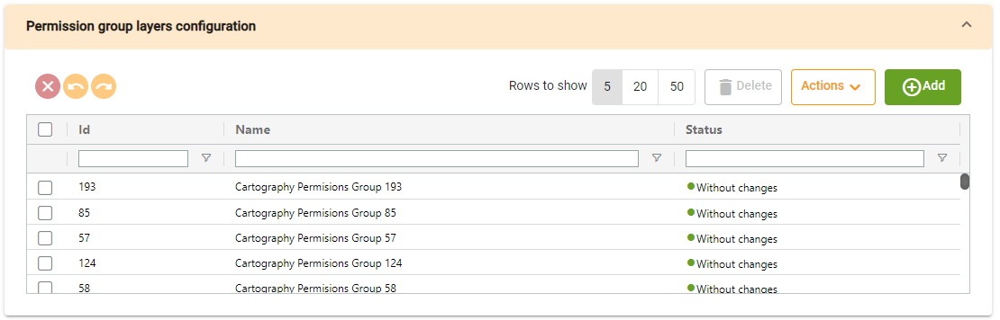 Permission group layers configuration
Rows to show 5 20 50 Delete Actions Add
Id Name Status
193 Cartography Permisions Group 193 Without changes
85 Cartography Permisions Group 85 Without changes
57 Cartography Permisions Group 57 Without changes
124 Cartography Permisions Group 124 Without changes
58 Cartography Permisions Group 58 Without changes